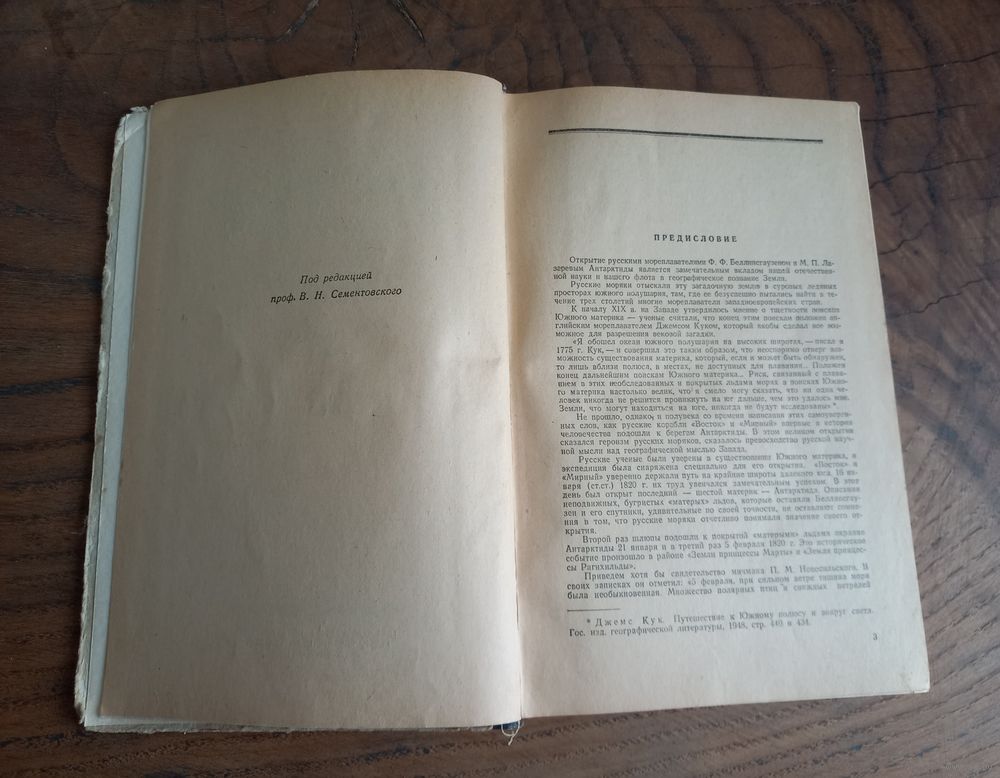 Под редакцией
проф. В. Н. Сементовского
ПРЕДИСЛОВИЕ
Открытие русскими мореплавателями Ф. Ф. Беллинсгаузеном и М. П. Ла-
заревым Антарктиды является замечательным вкладом нашей отечествен-
ной науки и нашего флота в географическое познание Земли.
Русские моряки отыскали эту загадочную землю в суровых ледяных
просторах южного полушария, там, где ее безуспешно пытались найти в те-
чение трех столетий многие мореплаватели западноевропейских стран.
К началу XIX в. на Западе утвердилось мнение о тщетности поисков
Южного материка — ученые считали, что конец этим поискам положен ан-
глийским мореплавателем Джемсом Куком, который якобы сделал все воз-
можное для разрешения вековой загадки.
«Я обошел океан южного полушария на высоких широтах, — писал в
1775 г. Кук, — и совершил это таким образом, что неоспоримо отверг воз-
можность существования материка, который, если и может быть обнаружен,
то лишь вблизи полюса, в местах, не доступных для плавания... Положен
конец дальнейшим поискам Южного материка... Риск, связанный с плава-
нием в этих необследованных и покрытых льдами морях в поисках Южно-
го материка настолько велик, что я смело могу сказать, что ни один че-
ловек никогда не решится проникнуть на юг дальше, чем это удалось мне.
Земли, что могут находиться на юге, никогда не будут исследованы» *.
Не прошло, однако, и полувека со времени написания этих самоуверен-
ных слов, как русские корабли «Восток» и «Мирный» впервые в истории
человечества подошли к берегам Антарктиды. В этом великом открытии
сказался героизм русских моряков, сказалось превосходство русской науч-
ной мысли над географической мыслью Запада.
Русские ученые были уверены в существовании Южного материка, и
экспедиция была снаряжена специально для его открытия. «Восток» и
«Мирный» уверенно держали путь на крайние широты далекого юга. 16 ян-
варя (ст.ст.) 1820 г. их труд увенчался замечательным успехом. В этот
день был открыт последний — шестой материк — Антарктида. Описания
неподвижных, бугристых «матерых» льдов, которые оставили Беллинсгау-
зен и его спутники, удивительные по своей точности, не оставляют сомне-
ния в том, что русские моряки отчетливо понимали значение своего от-
крытия.
Второй раз шлюпы подошли к покрытой «матерыми» льдами окраине
Антарктиды 21 января и в третий раз 5 февраля 1820 г. Это историческое
событие произошло в районе «Земли принцессы Марты» и «Земли принцес-
сы Рагнхильды».
Приведем хотя бы свидетельство мичмана П. М. Новосильского. В
своих записках он отметил: «5 февраля, при сильном ветре тишина моря
была необыкновенная. Множество полярных птиц и снежных петрелей
* Джемс Кук. Путешествие к Южному полюсу и вокруг света.
Гос. изд. географической литературы, 1948, стр. 440 и 434.
3